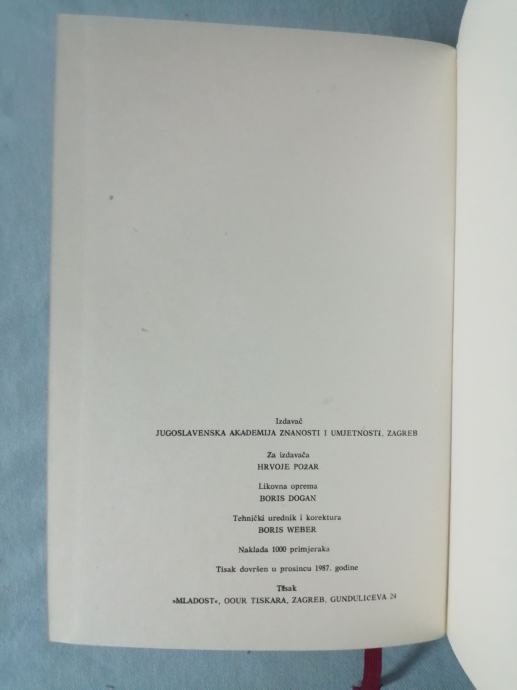 Izdavač
JUGOSLAVENSKA AKADEMIJA ZNANOSTI I UMJETNOSTI, ZAGREB
Za izdavača
HRVOJE POŽAR
Likovna oprema
BORIS DOGAN
Tehnički urednik i korektura
BORIS WEBER
Naklada 1000 primjeraka
Tisak dovršen u prosincu 1987. godine
Tisak
»MLADOST«, OOUR TISKARA, ZAGREB, GUNDULIĆEVA 24